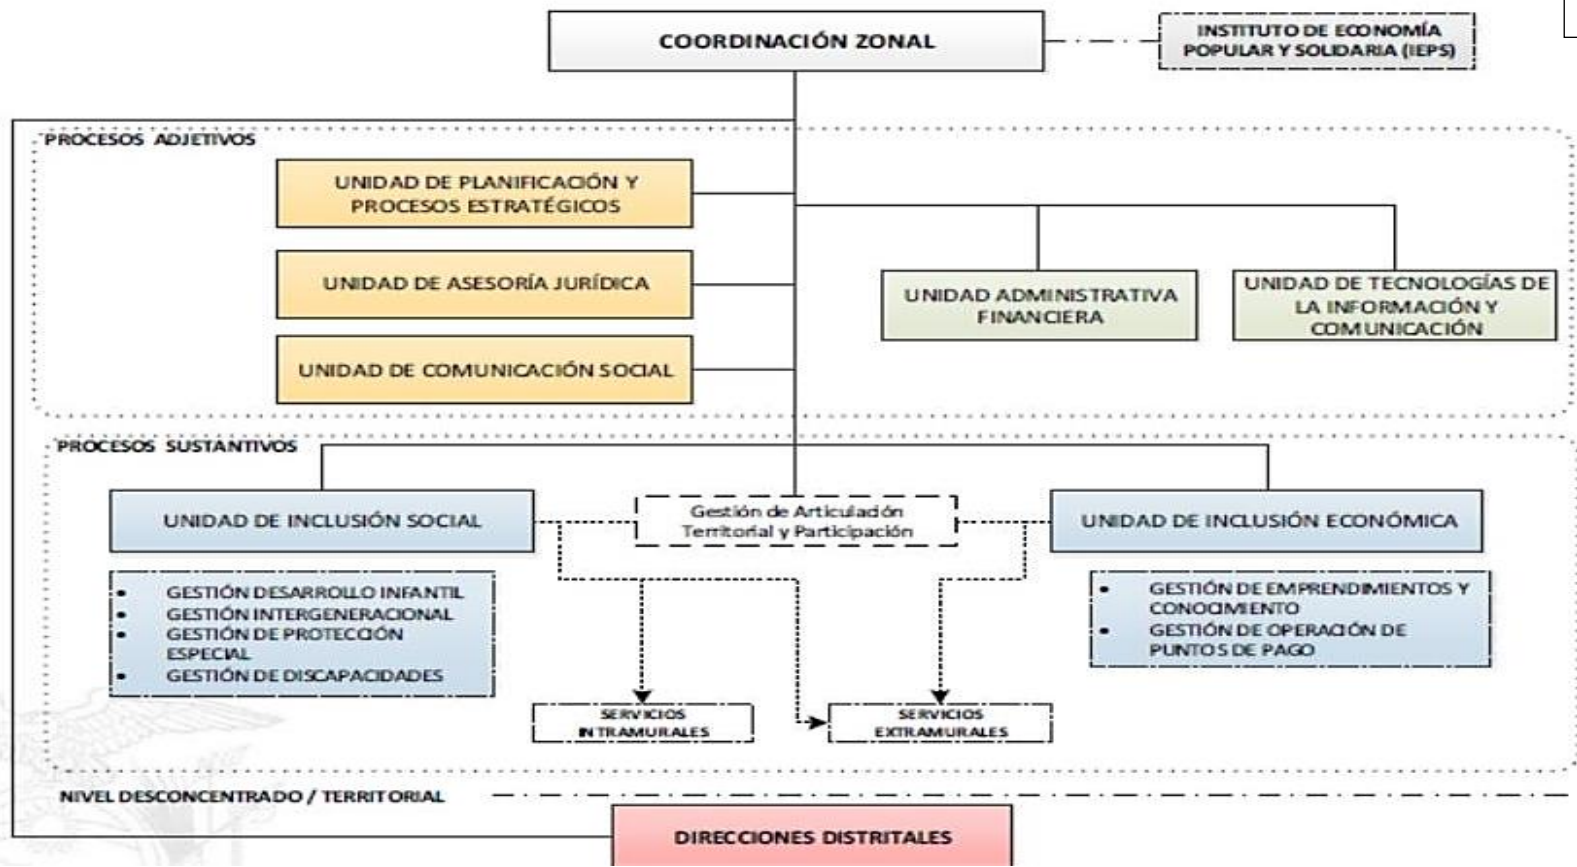 COORDINACIÓN ZONAL
INSTITUTO DE ECONOMÍA
POPULAR Y SOLIDARIA (IEPS)
PROCESOS ADJETIVOS
UNIDAD DE PLANIFICACIÓN Y
PROCESOS ESTRATÉGICOS
UNIDAD DE ASESORÍA JURÍDICA
UNIDAD DE COMUNICACIÓN SOCIAL
UNIDAD ADMINISTRATIVA
FINANCIERA
UNIDAD DE TECNOLOGÍAS DE
LA INFORMACIÓN Y
COMUNICACIÓN
PROCESOS SUSTANTIVOS
UNIDAD DE INCLUSIÓN SOCIAL
Gestión de Articulación
Territorial y Participación
UNIDAD DE INCLUSIÓN ECONÓMICA
• GESTIÓN DESARROLLO INFANTIL
• GESTIÓN INTERGENERACIONAL
• GESTIÓN DE PROTECCIÓN
ESPECIAL
• GESTIÓN DE DISCAPACIDADES
• GESTIÓN DE EMPRENDIMIENTOS Y
CONOCIMIENTO
• GESTIÓN DE OPERACIÓN DE
PUNTOS DE PAGO
SERVICIOS
INTRAMURALES
SERVICIOS
EXTRAMURALES
NIVEL DESCONCENTRADO / TERRITORIAL
DIRECCIONES DISTRITALES